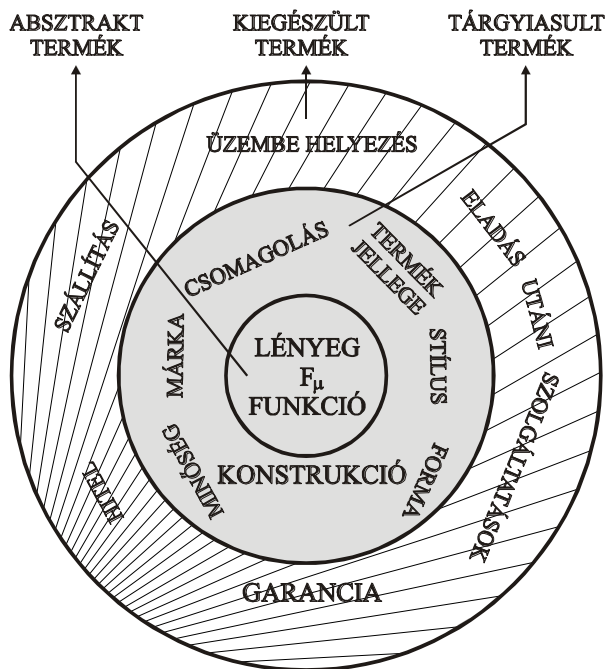 ABSZTRAKT
TERMÉK
KIEGÉSZÜLT
TERMÉK
TÁRGYIASULT
TERMÉK
ÜZEMBE HELYEZÉS
ELADÁS UTÁNI SZOLGÁLTATÁSOK
SZÁLLÍTÁS
HITEL
GARANCIA
CSOMAGOLÁS
TERMÉK
JELLEGE
MÁRKA
STÍLUS
MINŐSÉG
FORMA
KONSTRUKCIÓ
LÉNYEG
Fμ
FUNKCIÓ